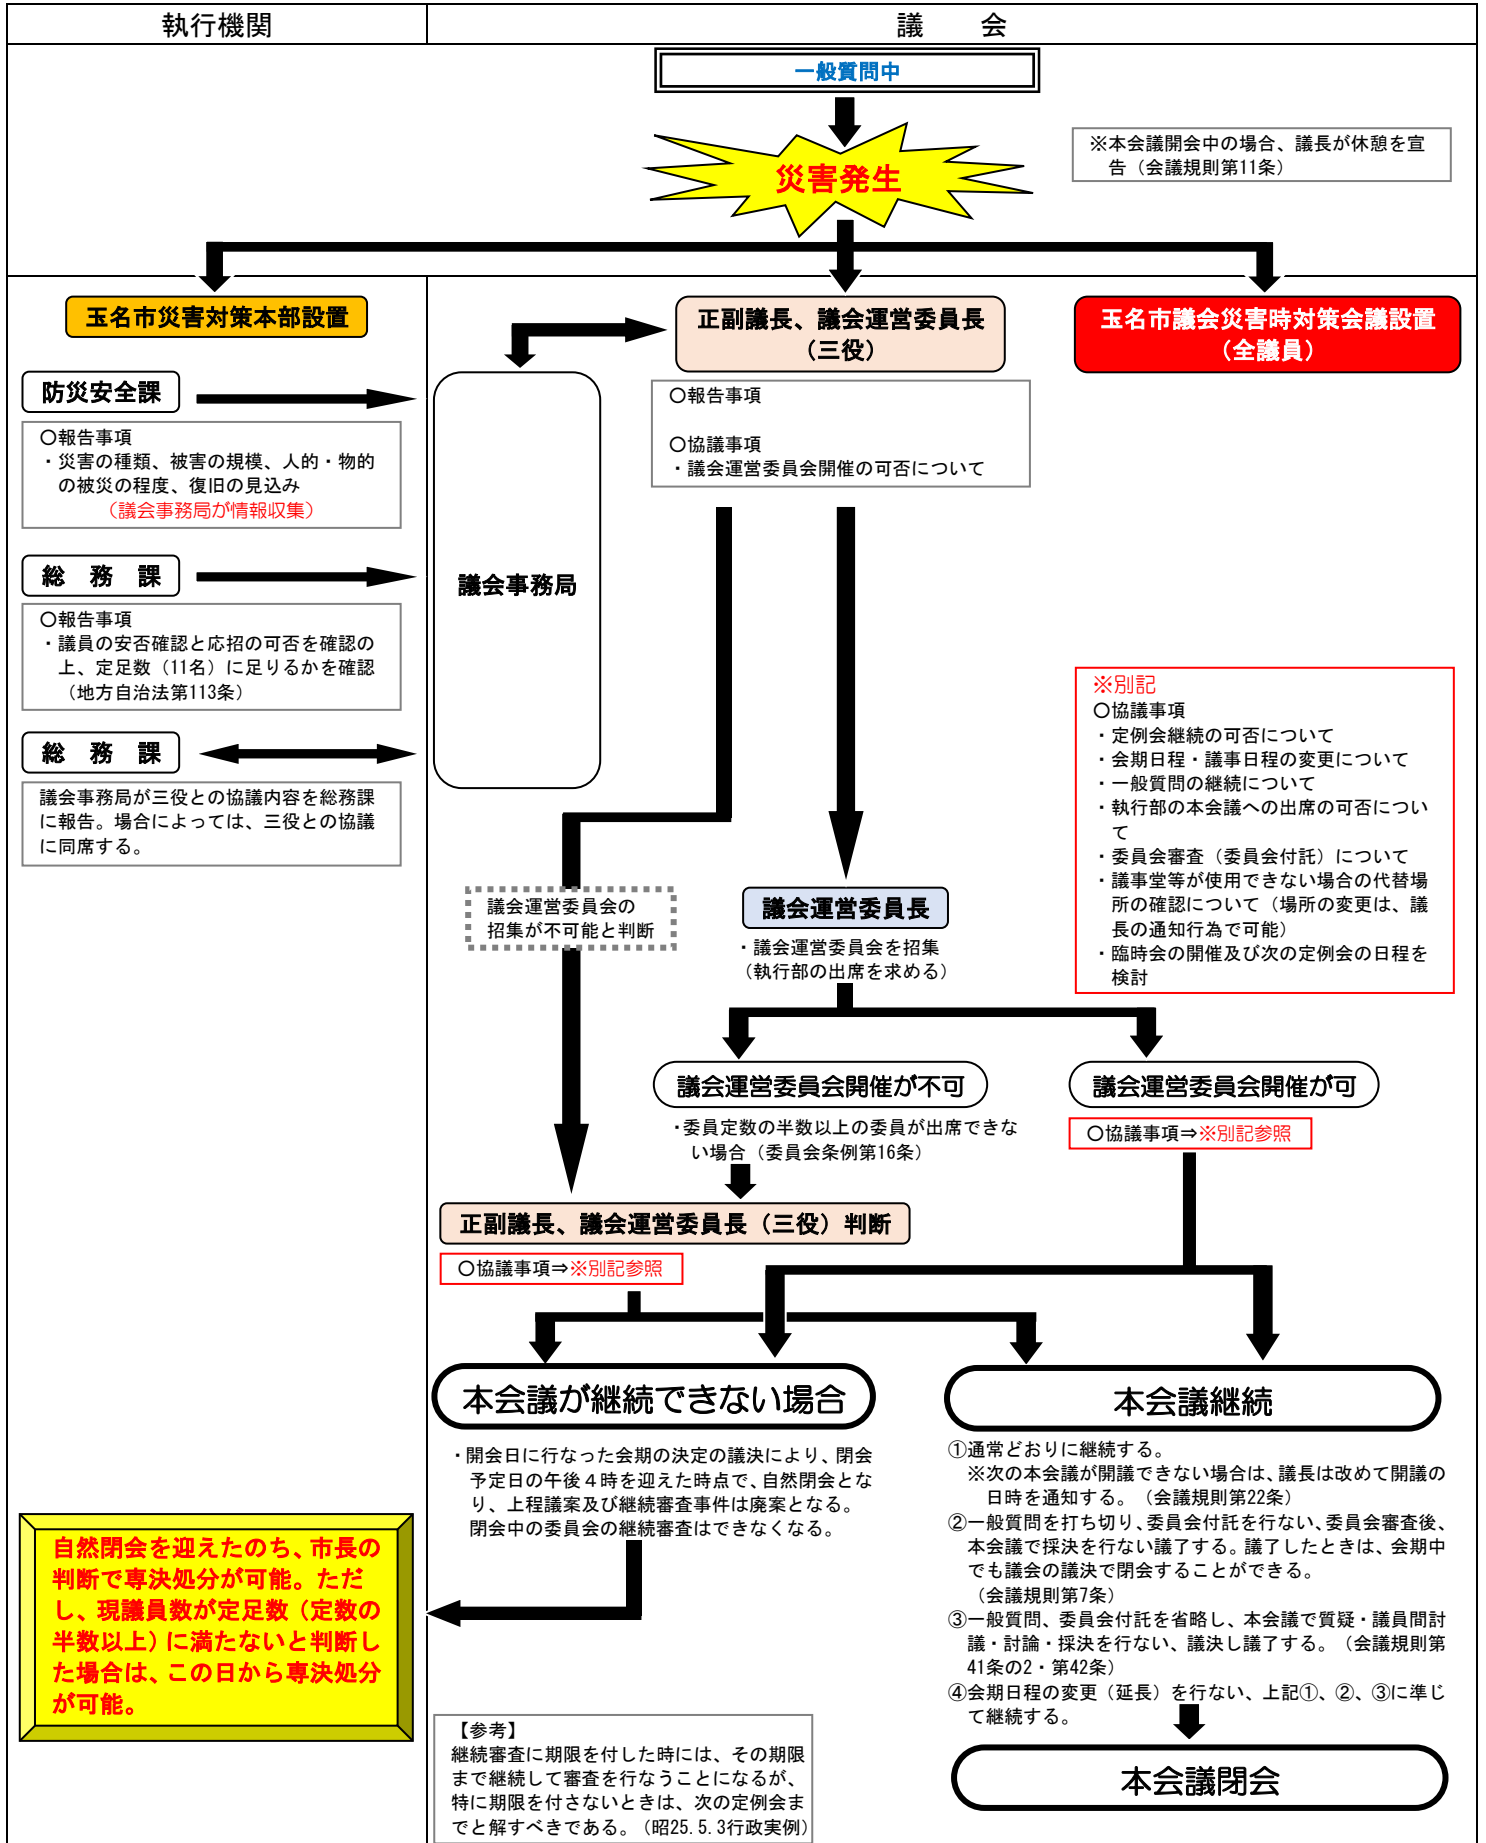 執行機関
議　会
一般質問中
災害発生
※本会議開会中の場合、議長が休憩を宣
告（会議規則第11条）
玉名市災害対策本部設置
防災安全課
〇報告事項
・災害の種類、被害の規模、人的・物的
の被災の程度、復旧の見込み
（議会事務局が情報収集）
総　務　課
〇報告事項
・議員の安否確認と応招の可否を確認の
上、定足数（11名）に足りるかを確認
（地方自治法第113条）
総　務　課
議会事務局が三役との協議内容を総務課
に報告。場合によっては、三役との協議
に同席する。
議会事務局
正副議長、議会運営委員長
（三役）
〇報告事項
〇協議事項
・議会運営委員会開催の可否について
玉名市議会災害時対策会議設置
（全議員）
※別記
〇協議事項
・定例会継続の可否について
・会期日程・議事日程の変更について
・一般質問の継続について
・執行部の本会議への出席の可否につい
て
・委員会審査（委員会付託）について
・議事堂等が使用できない場合の代替場
所の確認について（場所の変更は、議
長の通知行為で可能）
・臨時会の開催及び次の定例会の日程を
検討
議会運営委員会の
招集が不可能と判断
議会運営委員長
・議会運営委員会を招集
（執行部の出席を求める）
議会運営委員会開催が不可
・委員定数の半数以上の委員が出席できな
い場合（委員会条例第16条）
議会運営委員会開催が可
〇協議事項⇒※別記参照
正副議長、議会運営委員長（三役）判断
〇協議事項⇒※別記参照
本会議が継続できない場合
・開会日に行なった会期の決定の議決により、閉会
予定日の午後４時を迎えた時点で、自然閉会とな
り、上程議案及び継続審査事件は廃案となる。
閉会中の委員会の継続審査はできなくなる。
本会議継続
①通常どおりに継続する。
※次の本会議が開議できない場合は、議長は改めて開議の
日時を通知する。（会議規則第22条）
②一般質問を打ち切り、委員会付託を行ない、委員会審査後、
本会議で採決を行ない議了する。議了したときは、会期中
でも議会の議決で閉会することができる。
（会議規則第7条）
③一般質問、委員会付託を省略し、本会議で質疑・議員間討
議・討論・採決を行ない、議決し議了する。（会議規則第
41条の2・第42条）
④会期日程の変更（延長）を行ない、上記①、②、③に準じ
て継続する。
本会議閉会
自然閉会を迎えたのち、市長の
判断で専決処分が可能。ただ
し、現議員数が定足数（定数の
半数以上）に満たないと判断し
た場合は、この日から専決処分
が可能。
【参考】
継続審査に期限を付した時には、その期限
まで継続して審査を行なうことになるが、
特に期限を付さないときは、次の定例会ま
でと解すべきである。（昭25.5.3行政実例）